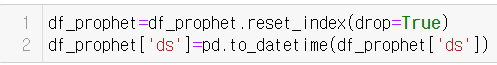 1 df_prophet=df_prophet.reset_index(drop=True)
2 df_prophet['ds']=pd.to_datetime(df_prophet['ds'])